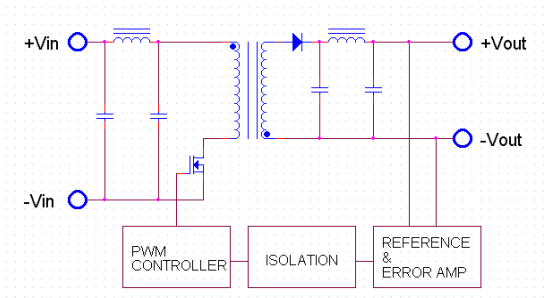 +Vin
+Vout
-Vout
-Vin
PWM
CONTROLLER
ISOLATION
REFERENCE
&
ERROR AMP